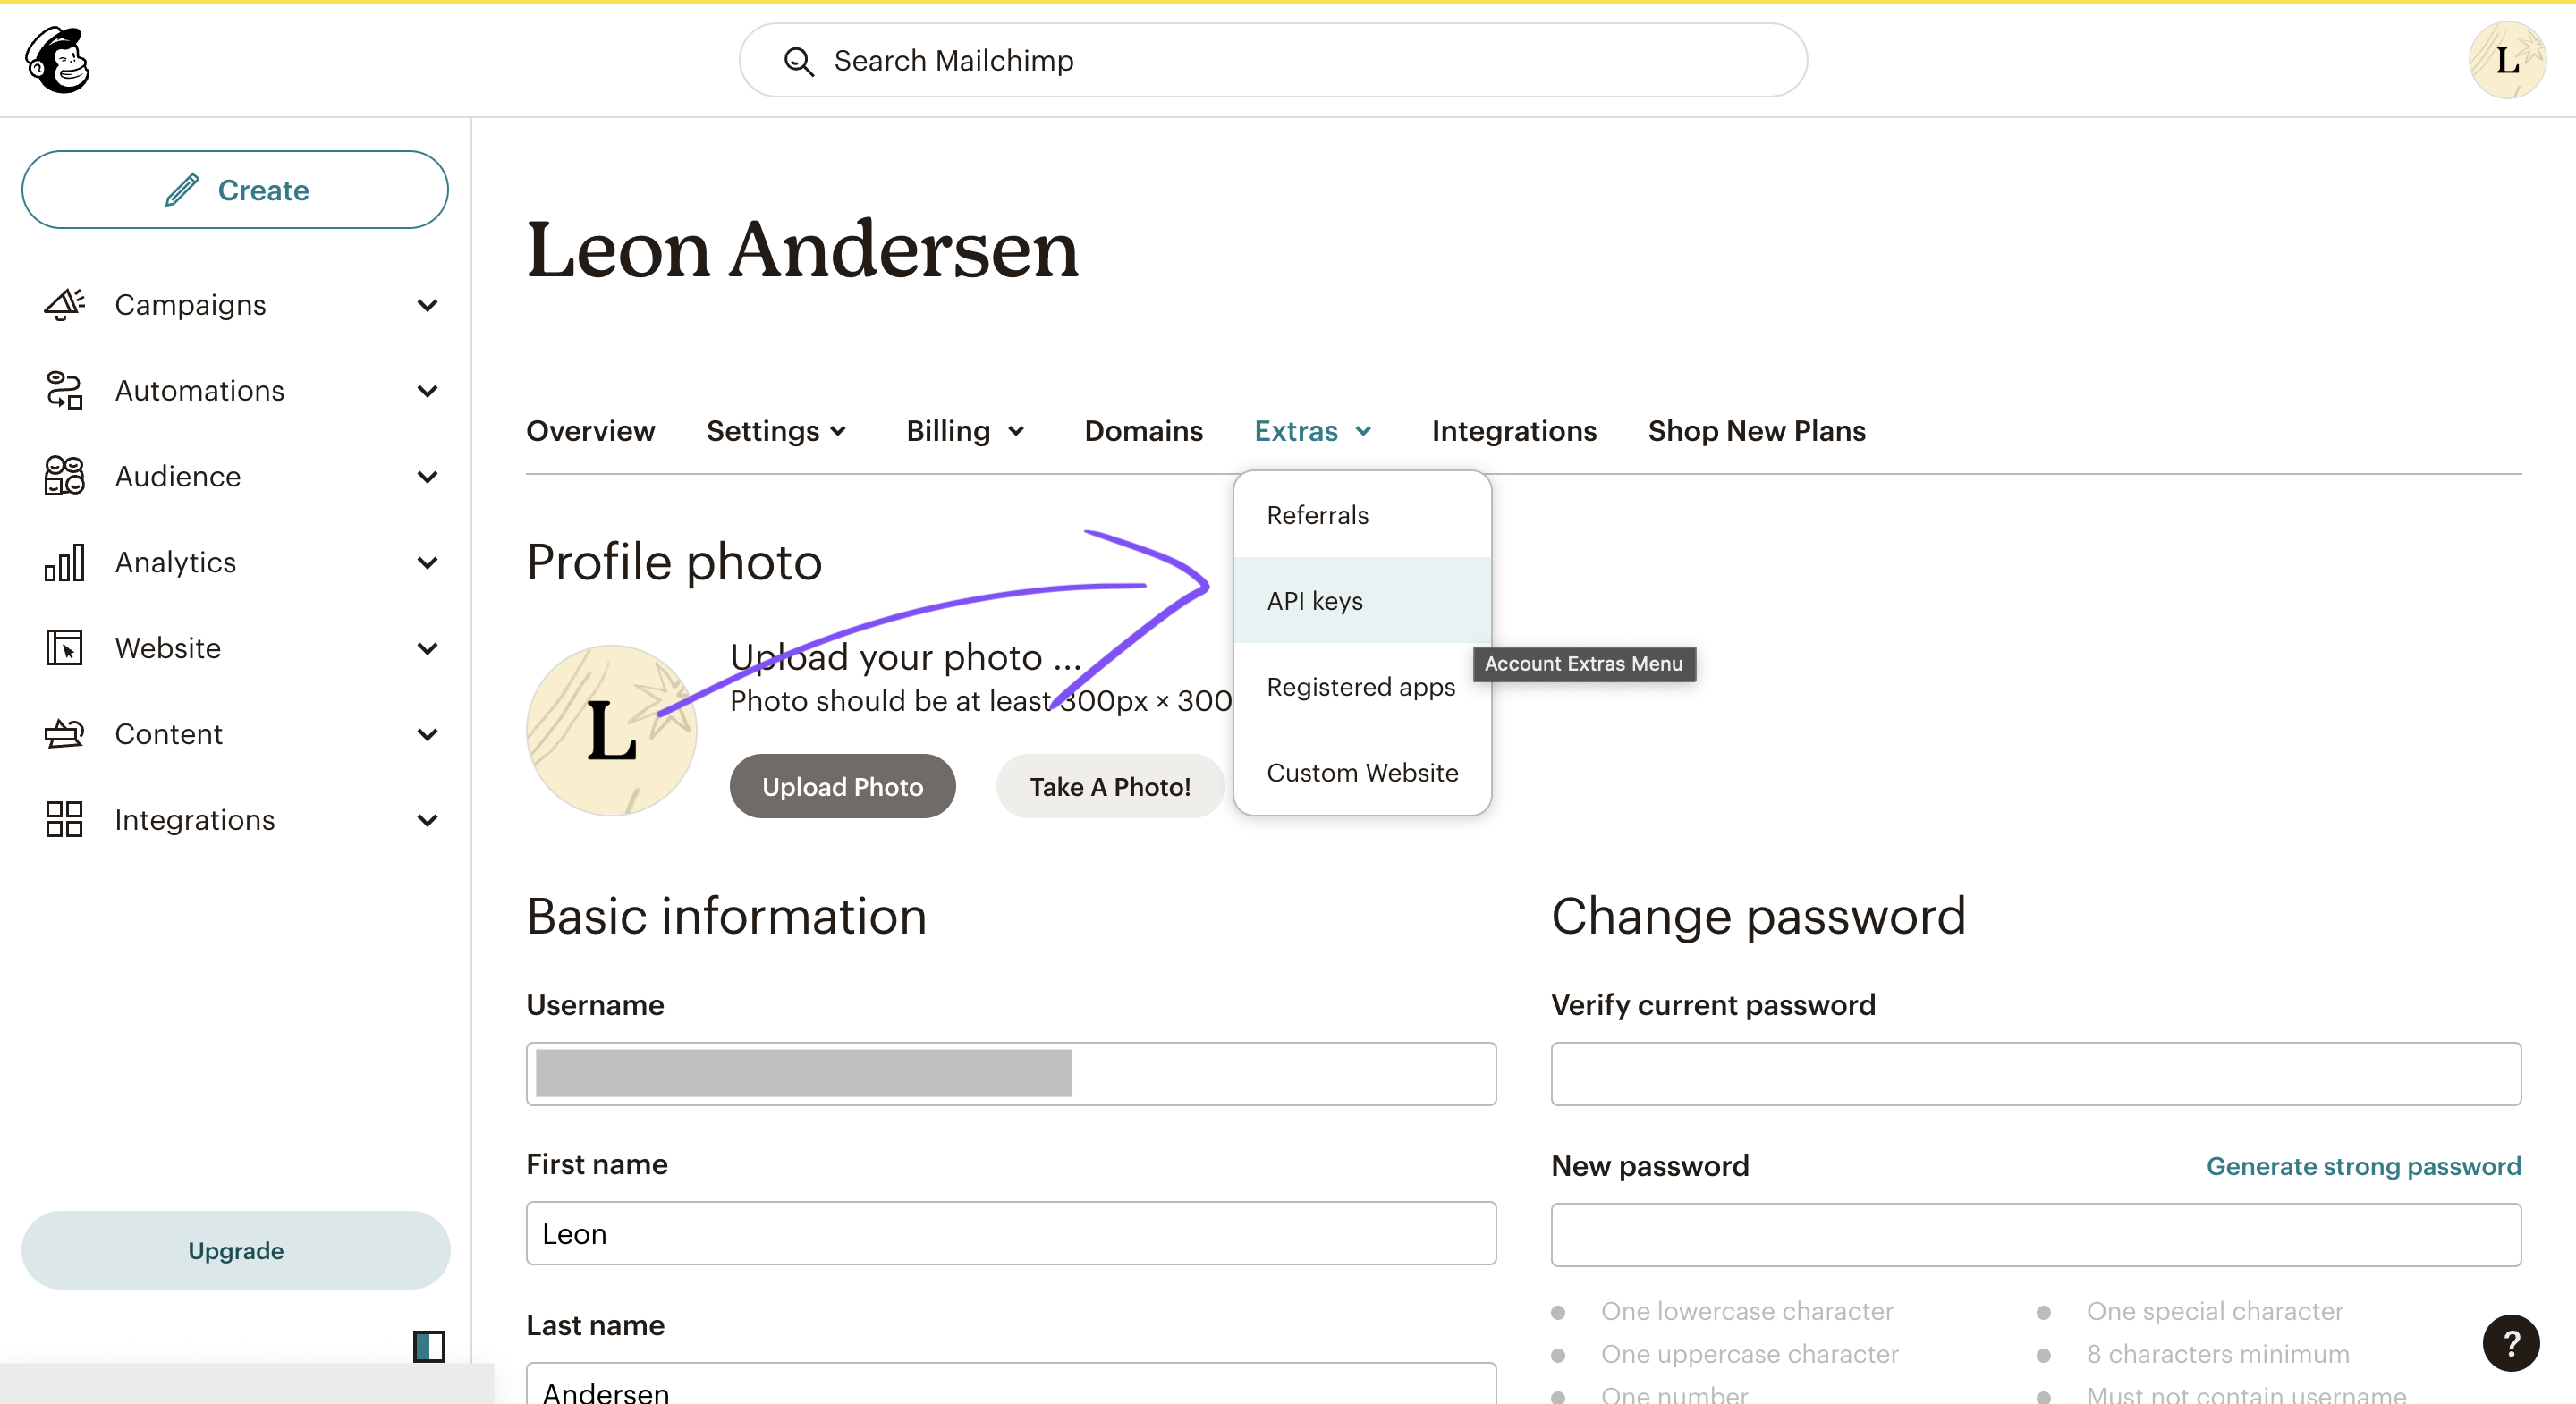 Search Mailchimp
L
Create
Campaigns
Automations
Audience
Analytics
Website
Content
Integrations
Upgrade
Leon Andersen
Overview Settings Billing Domains Extras Integrations Shop New Plans
Referrals
API keys
Registered apps
Custom Website
Account Extras Menu
Profile photo
L
Upload your photo ...
Photo should be at least 300px × 300
Upload Photo Take A Photo!
Basic information
Username
First name
Leon
Last name
Andersen
Change password
Verify current password
New password Generate strong password
One lowercase character
One uppercase character
One number
One special character
8 characters minimum
Must not contain username
?